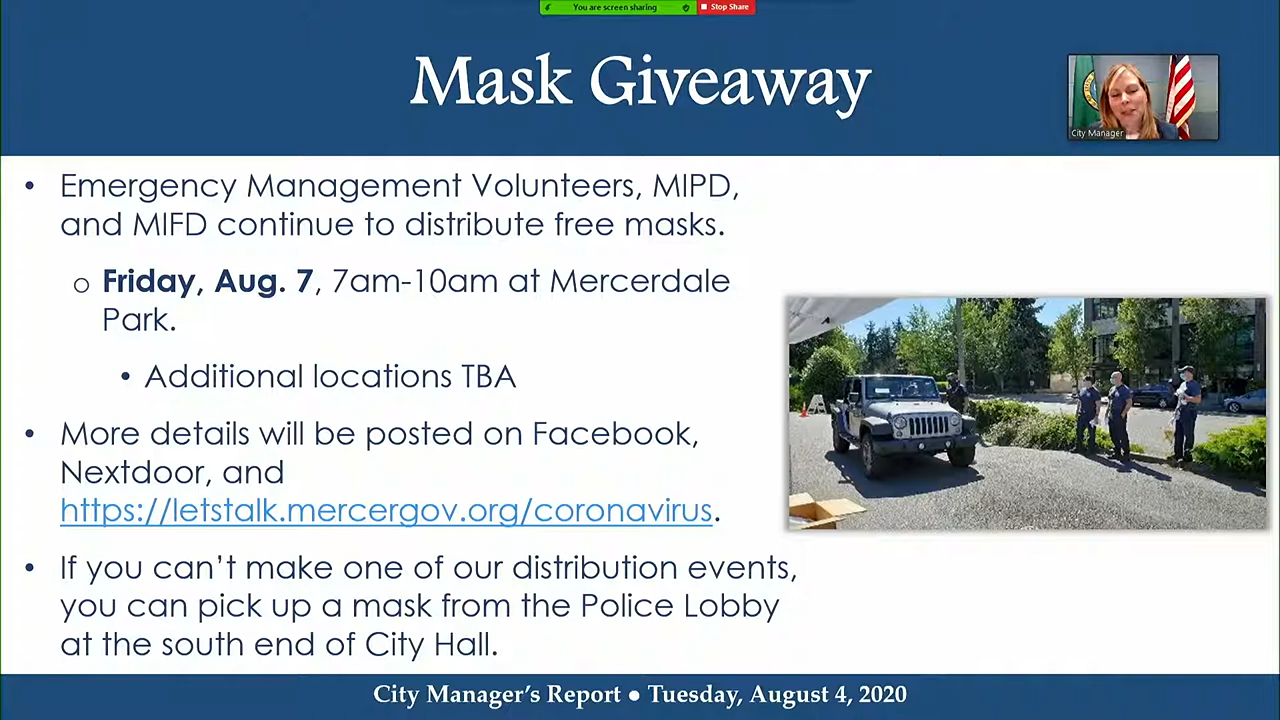 You are screen sharing
Stop Share
Mask Giveaway
City Manager
• Emergency Management Volunteers, MIPD,
and MIFD continue to distribute free masks.
o Friday, Aug. 7, 7am-10am at Mercerdale
Park.
• Additional locations TBA
• More details will be posted on Facebook,
Nextdoor, and
https://letstalk.mercergov.org/coronavirus.
• If you can’t make one of our distribution events,
you can pick up a mask from the Police Lobby
at the south end of City Hall.
City Manager’s Report ● Tuesday, August 4, 2020